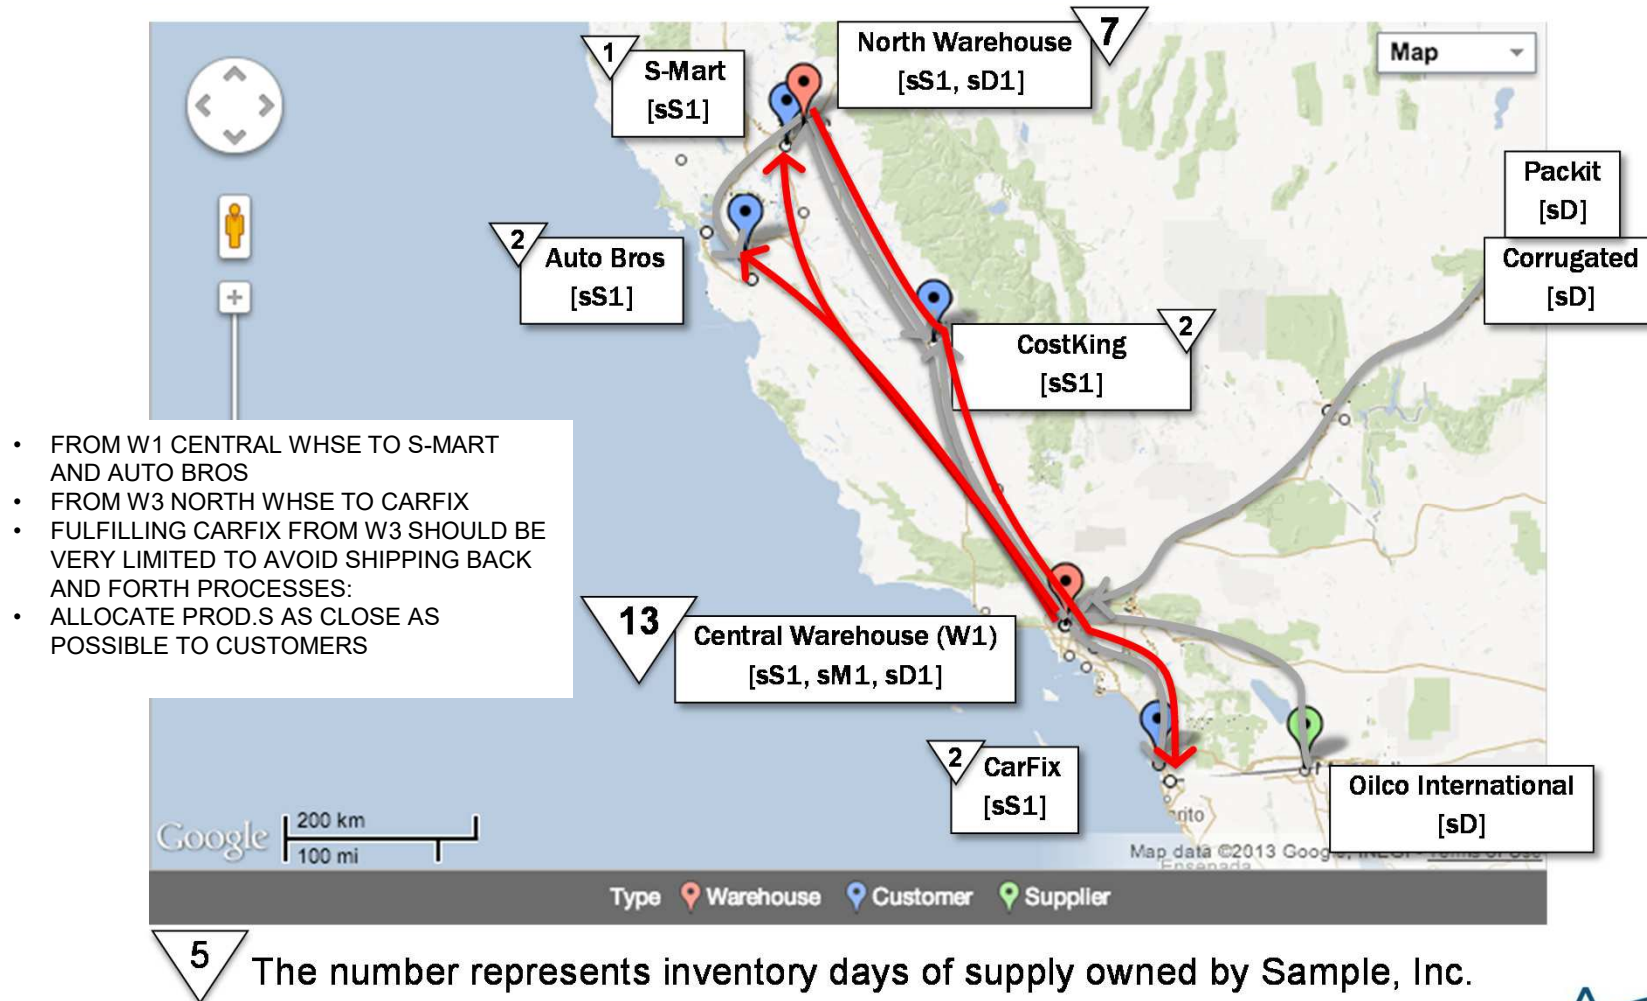 1
S-Mart
[sS1]
North Warehouse
[sS1, sD1]
7
Map
Packit
[sD]
Corrugated
[sD]
2
Auto Bros
[sS1]
CostKing
[sS1]
2
• FROM W1 CENTRAL WHSE TO S-MART
AND AUTO BROS
• FROM W3 NORTH WHSE TO CARFIX
• FULFILLING CARFIX FROM W3 SHOULD BE
VERY LIMITED TO AVOID SHIPPING BACK
AND FORTH PROCESSES:
• ALLOCATE PROD.S AS CLOSE AS
POSSIBLE TO CUSTOMERS
13
Central Warehouse (W1)
[sS1, sM1, sD1]
2
CarFix
[sS1]
Oilco International
[sD]
Google
200 km
100 mi
Map data ©2013
Ensenada
Type Warehouse Customer Supplier
5
The number represents inventory days of supply owned by Sample, Inc.